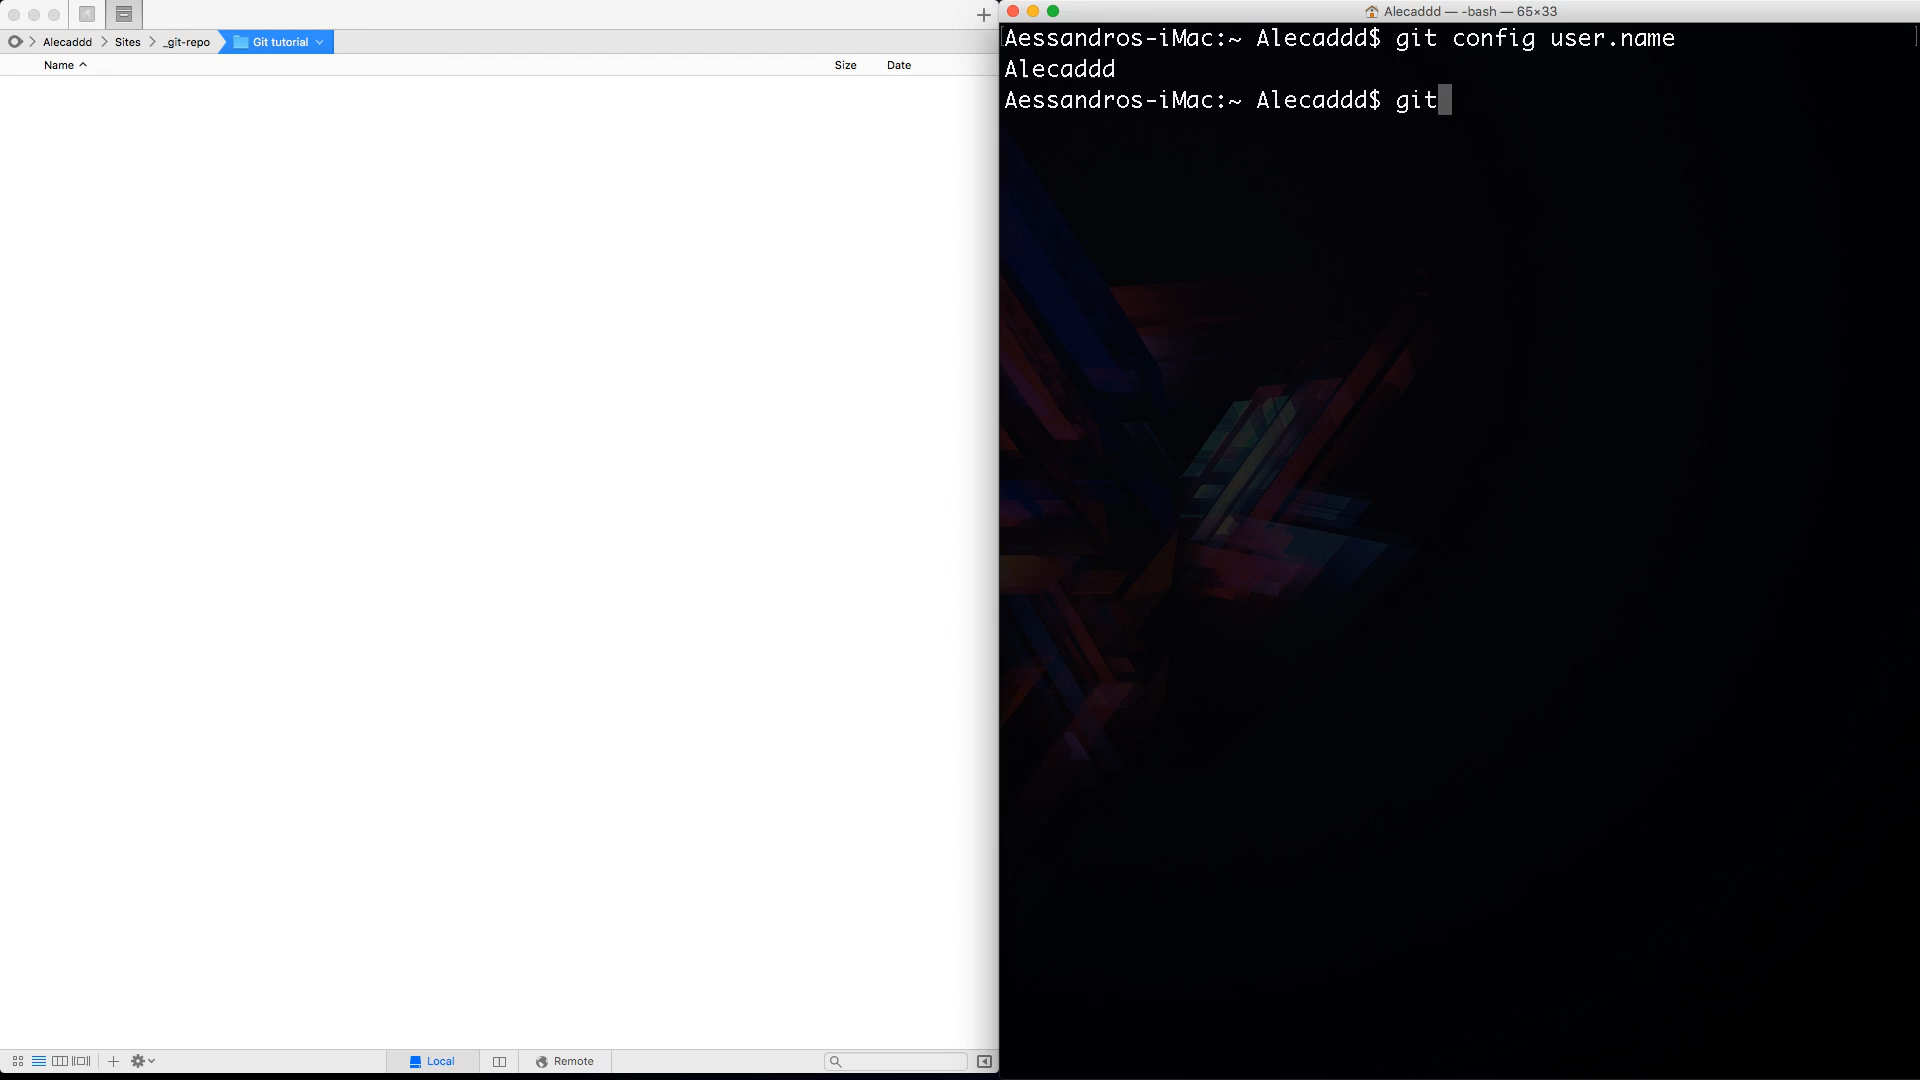 Alecaddd Sites _git-repo Git tutorial
Name Size Date
Local Remote
Alecaddd — -bash — 65×33
Aessandros-iMac:~ Alecaddd$ git config user.name
Alecaddd
Aessandros-iMac:~ Alecaddd$ git